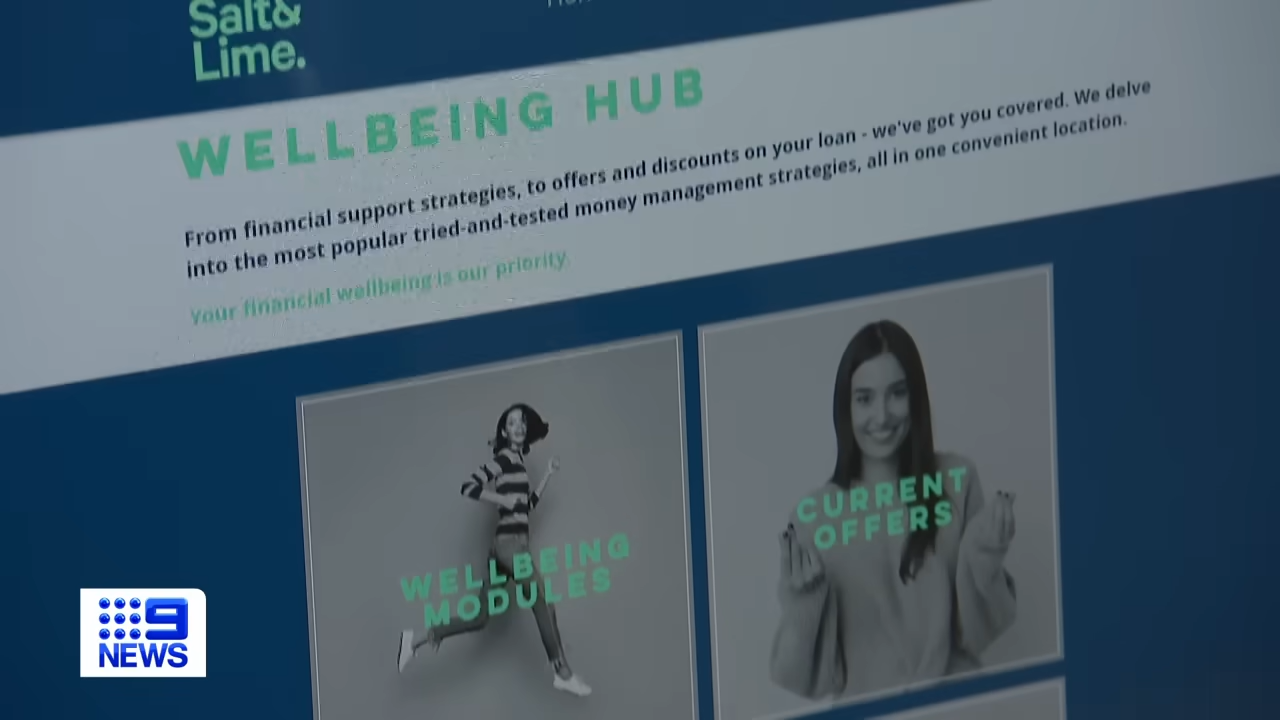 Salt&
Lime.
WELLBEING HUB
From financial support strategies, to offers and discounts on your loan - we've got you covered. We delve
into the most popular tried-and-tested money management strategies, all in one convenient location.
Your financial wellbeing is our priority.
WELLBEING
MODULES
CURRENT
OFFERS
9
NEWS